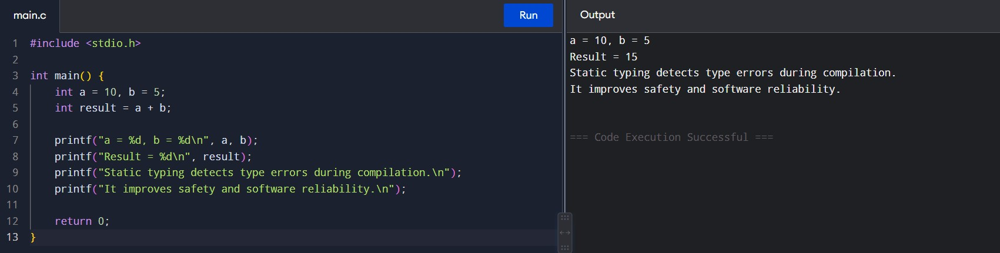 main.c
Run
1 #include <stdio.h>
2
3 int main() {
4     int a = 10, b = 5;
5     int result = a + b;
6
7     printf("a = %d, b = %d\n", a, b);
8     printf("Result = %d\n", result);
9     printf("Static typing detects type errors during compilation.\n");
10     printf("It improves safety and software reliability.\n");
11
12     return 0;
13 }
Output
a = 10, b = 5
Result = 15
Static typing detects type errors during compilation.
It improves safety and software reliability.
=== Code Execution Successful ===